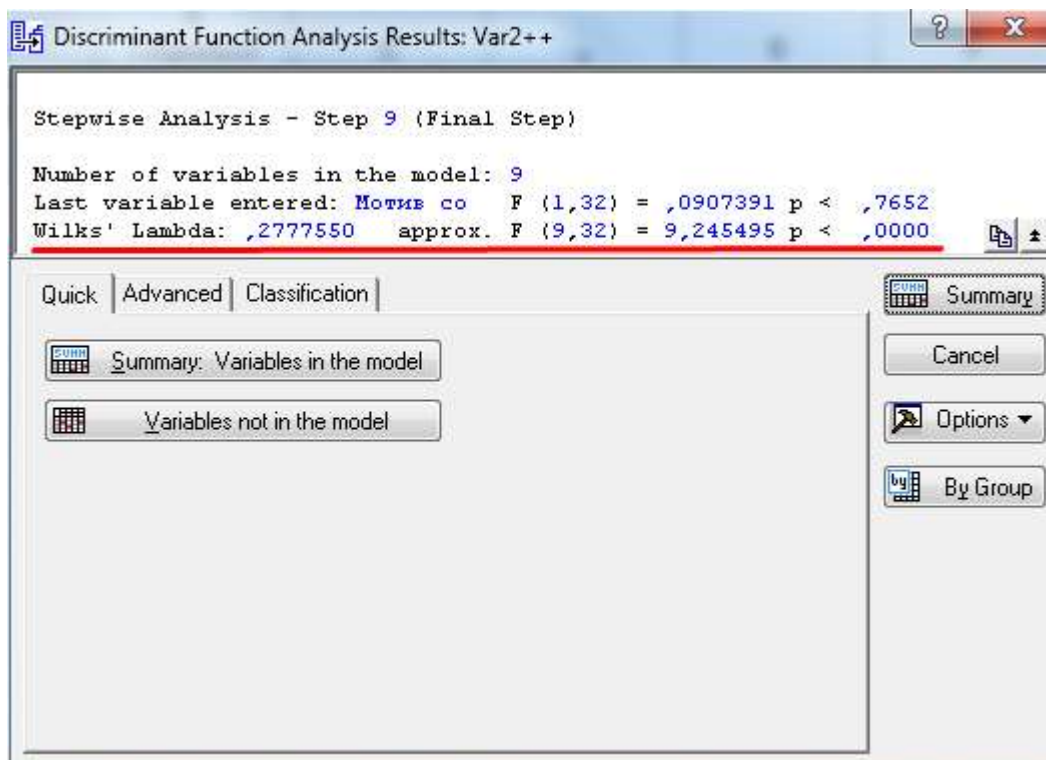 Discriminant Function Analysis Results: Var2++
Stepwise Analysis - Step 9 (Final Step)
Number of variables in the model: 9
Last variable entered: Мотив со F (1,32) = ,0907391 p < ,7652
Wilks' Lambda: ,2777550 approx. F (9,32) = 9,245495 p < ,0000
Quick Advanced Classification
Summary: Variables in the model
Variables not in the model
SUMM Summary
Cancel
Options
by By Group